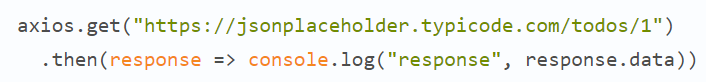 axios.get("https://jsonplaceholder.typicode.com/todos/1")
  .then(response => console.log("response", response.data))